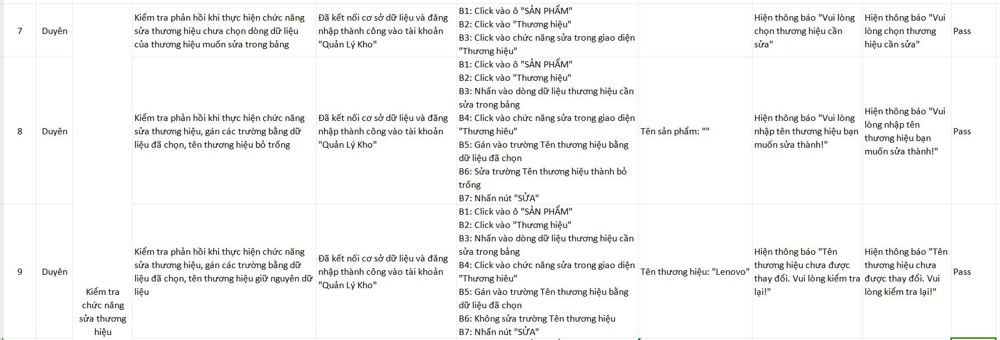 7
Duyên
Kiểm tra phản hồi khi thực hiện chức năng
sửa thương hiệu chưa chọn dòng dữ liệu
của thương hiệu muốn sửa trong bảng
Đã kết nối cơ sở dữ liệu và đăng
nhập thành công vào tài khoản
"Quản Lý Kho"
B1: Click vào ô "SẢN PHẨM"
B2: Click vào "Thương hiệu"
B3: Click vào chức năng sửa trong giao diện
"Thương hiệu"
Hiện thông báo "Vui lòng
chọn thương hiệu cần
sửa"
Hiện thông báo "Vui
lòng chọn thương
hiệu cần sửa"
Pass
8
Duyên
Kiểm tra phản hồi khi thực hiện chức năng
sửa thương hiệu, gán các trường bằng dữ
liệu đã chọn, tên thương hiệu bỏ trống
Đã kết nối cơ sở dữ liệu và đăng
nhập thành công vào tài khoản
"Quản Lý Kho"
B1: Click vào ô "SẢN PHẨM"
B2: Click vào "Thương hiệu"
B3: Nhấn vào dòng dữ liệu thương hiệu cần
sửa trong bảng
B4: Click vào chức năng sửa trong giao diện
"Thương hiêu"
B5: Gán vào trường Tên thương hiệu bằng
dữ liệu đã chọn
B6: Sửa trường Tên thương hiệu thành bỏ
trống
B7: Nhấn nút "SỬA"
Tên sản phẩm: ""
Hiện thông báo "Vui lòng
nhập tên thương hiệu bạn
muốn sửa thành!"
Hiện thông báo "Vui
lòng nhập tên
thương hiệu bạn
muốn sửa thành!"
Pass
9
Duyên
Kiểm tra
chức năng
sửa thương
hiệu
Kiểm tra phản hồi khi thực hiện chức năng
sửa thương hiệu, gán các trường bằng dữ
liệu đã chọn, tên thương hiệu giữ nguyên dữ
liệu
Đã kết nối cơ sở dữ liệu và đăng
nhập thành công vào tài khoản
"Quản Lý Kho"
B1: Click vào ô "SẢN PHẨM"
B2: Click vào "Thương hiệu"
B3: Nhấn vào dòng dữ liệu thương hiệu cần
sửa trong bảng
B4: Click vào chức năng sửa trong giao diện
"Thương hiêu"
B5: Gán vào trường Tên thương hiệu bằng
dữ liệu đã chọn
B6: Không sửa trường Tên thương hiệu
B7: Nhấn nút "SỬA"
Tên thương hiệu: "Lenovo"
Hiện thông báo "Tên
thương hiệu chưa được
thay đổi. Vui lòng kiểm tra
lại!"
Hiện thông báo "Tên
thương hiệu chưa
được thay đổi. Vui
lòng kiểm tra lại!"
Pass